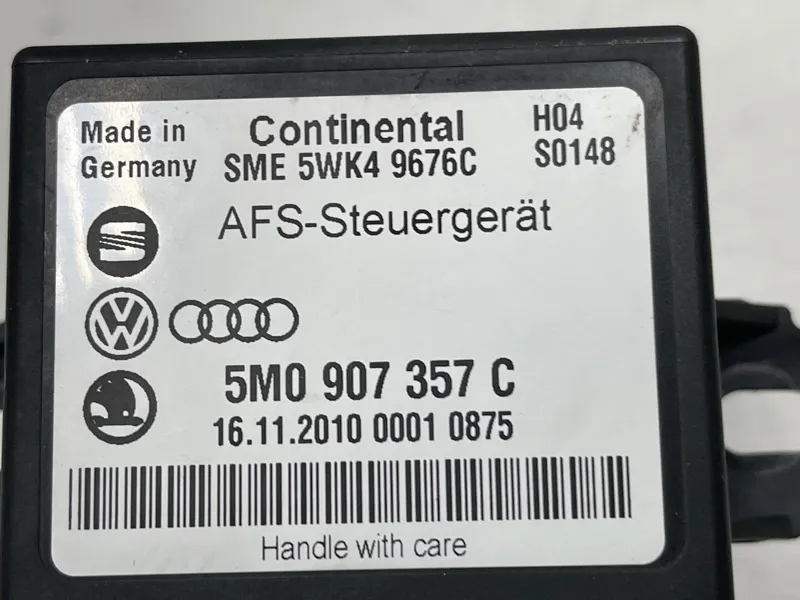 Made in Germany
Continental
SME 5WK4 9676C
H04
S0148
AFS-Steuergerät
5M0 907 357 C
16.11.2010 0001 0875
Handle with care